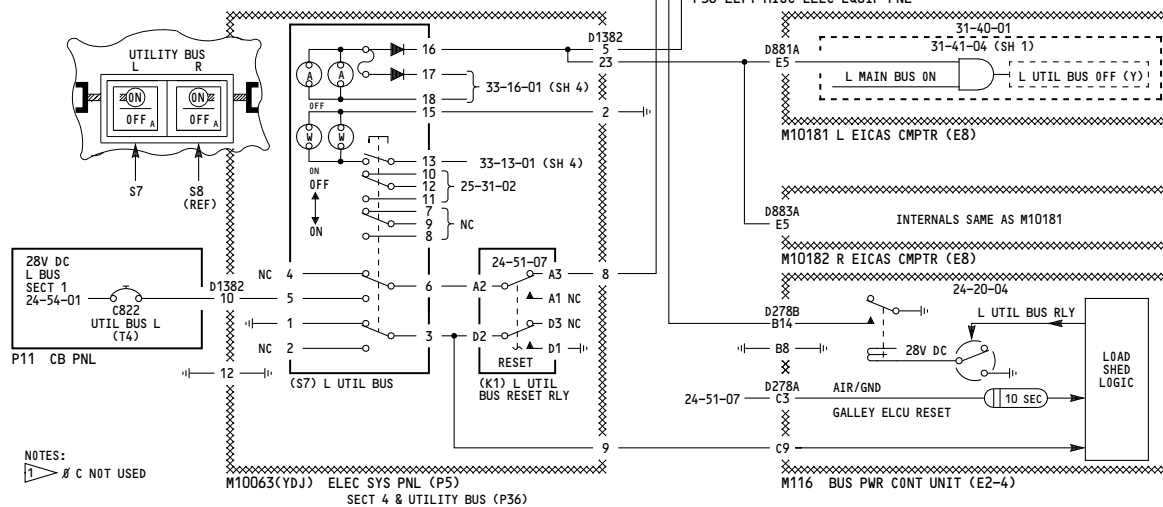 D1382
5
23
UTILITY BUS
L R
ON ON
OFF A OFF A
S7
S8
(REF)
A A
OFF
W W
ON
OFF
ON
16
17
18
33-16-01 (SH 4)
15
2
13
33-13-01 (SH 4)
10
12
11
25-31-02
7
9
8
NC
28V DC
L BUS
SECT 1
24-54-01
C822
UTIL BUS L
(T4)
P11 CB PNL
D1382
10
NC 4
5
1
NC 2
12
6
3
(S7) L UTIL BUS
24-51-07
A2
A3
A1 NC
D3 NC
D2
D1
RESET
(K1) L UTIL
BUS RESET RLY
8
9
M10063(YDJ) ELEC SYS PNL (P5)
SECT 4 & UTILITY BUS (P36)
NOTES:
1 Ø C NOT USED
31-40-01
31-41-04 (SH 1)
D881A
E5
L MAIN BUS ON
L UTIL BUS OFF (Y)
M10181 L EICAS CMPTR (E8)
D883A
E5
INTERNALS SAME AS M10181
M10182 R EICAS CMPTR (E8)
24-20-04
D278B
B14
L UTIL BUS RLY
B8
28V DC
LOAD
SHED
LOGIC
D278A
24-51-07
C3
AIR/GND
10 SEC
GALLEY ELCU RESET
C9
M116 BUS PWR CONT UNIT (E2-4)